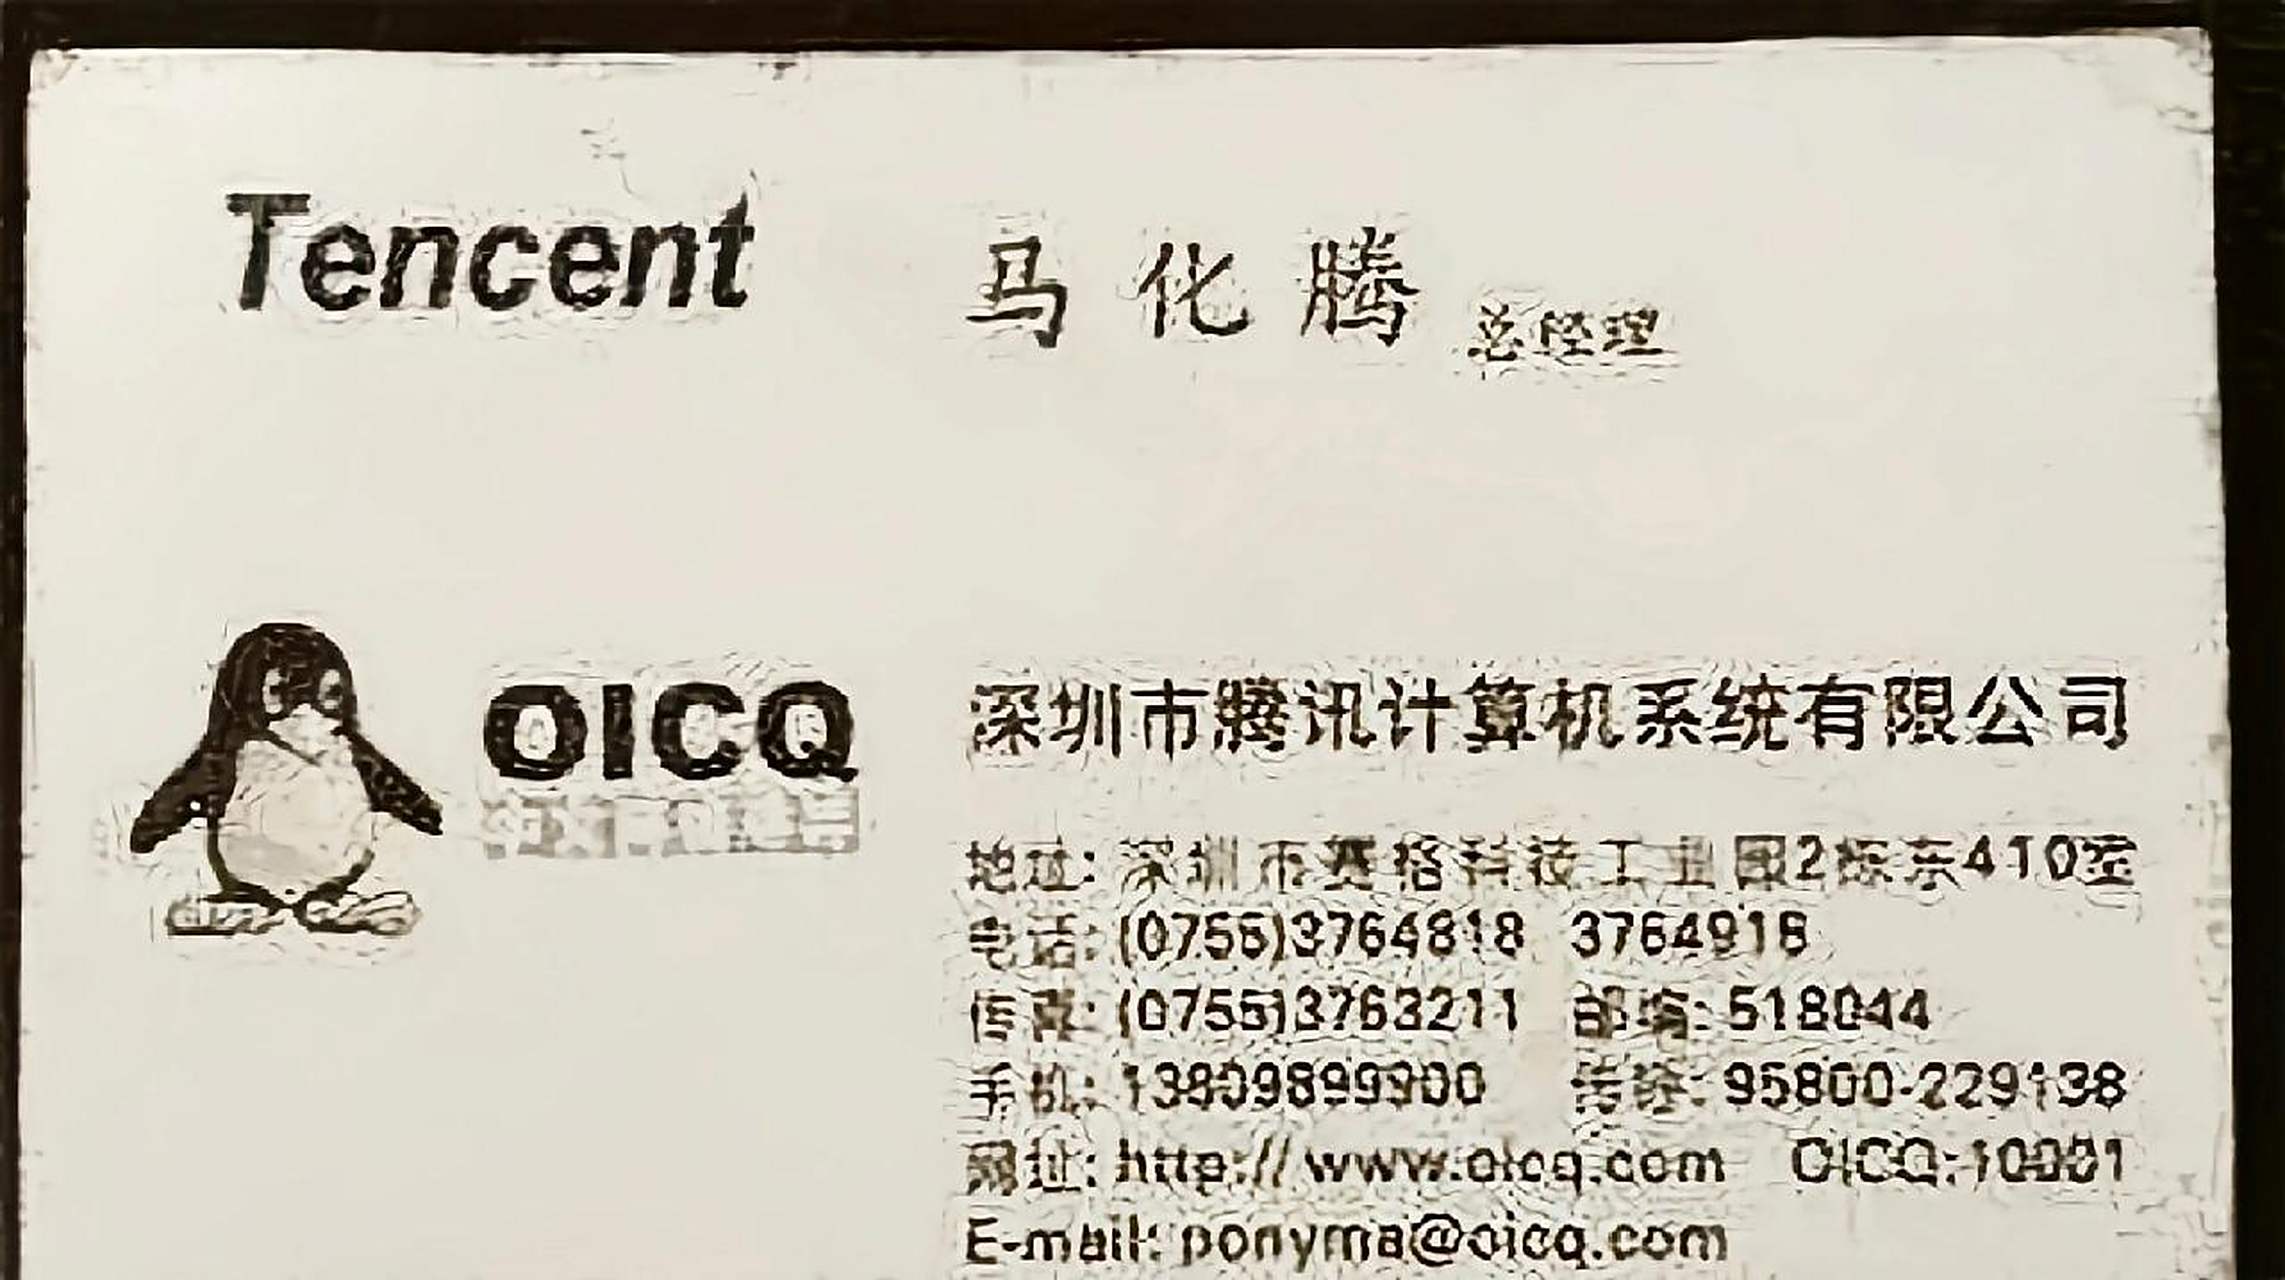 Tencent
马化腾 总经理
OICQ
深圳市腾讯计算机系统有限公司
地址: 深圳市赛格科技工业园2栋东410室
电话: (0755)3764818 3764918
传真: (0755)3763211 邮编: 518044
手机: 13809899900 传经: 95800-229138
网址: http://www.oicq.com OICQ:10001
E-mail: ponyma@oicq.com